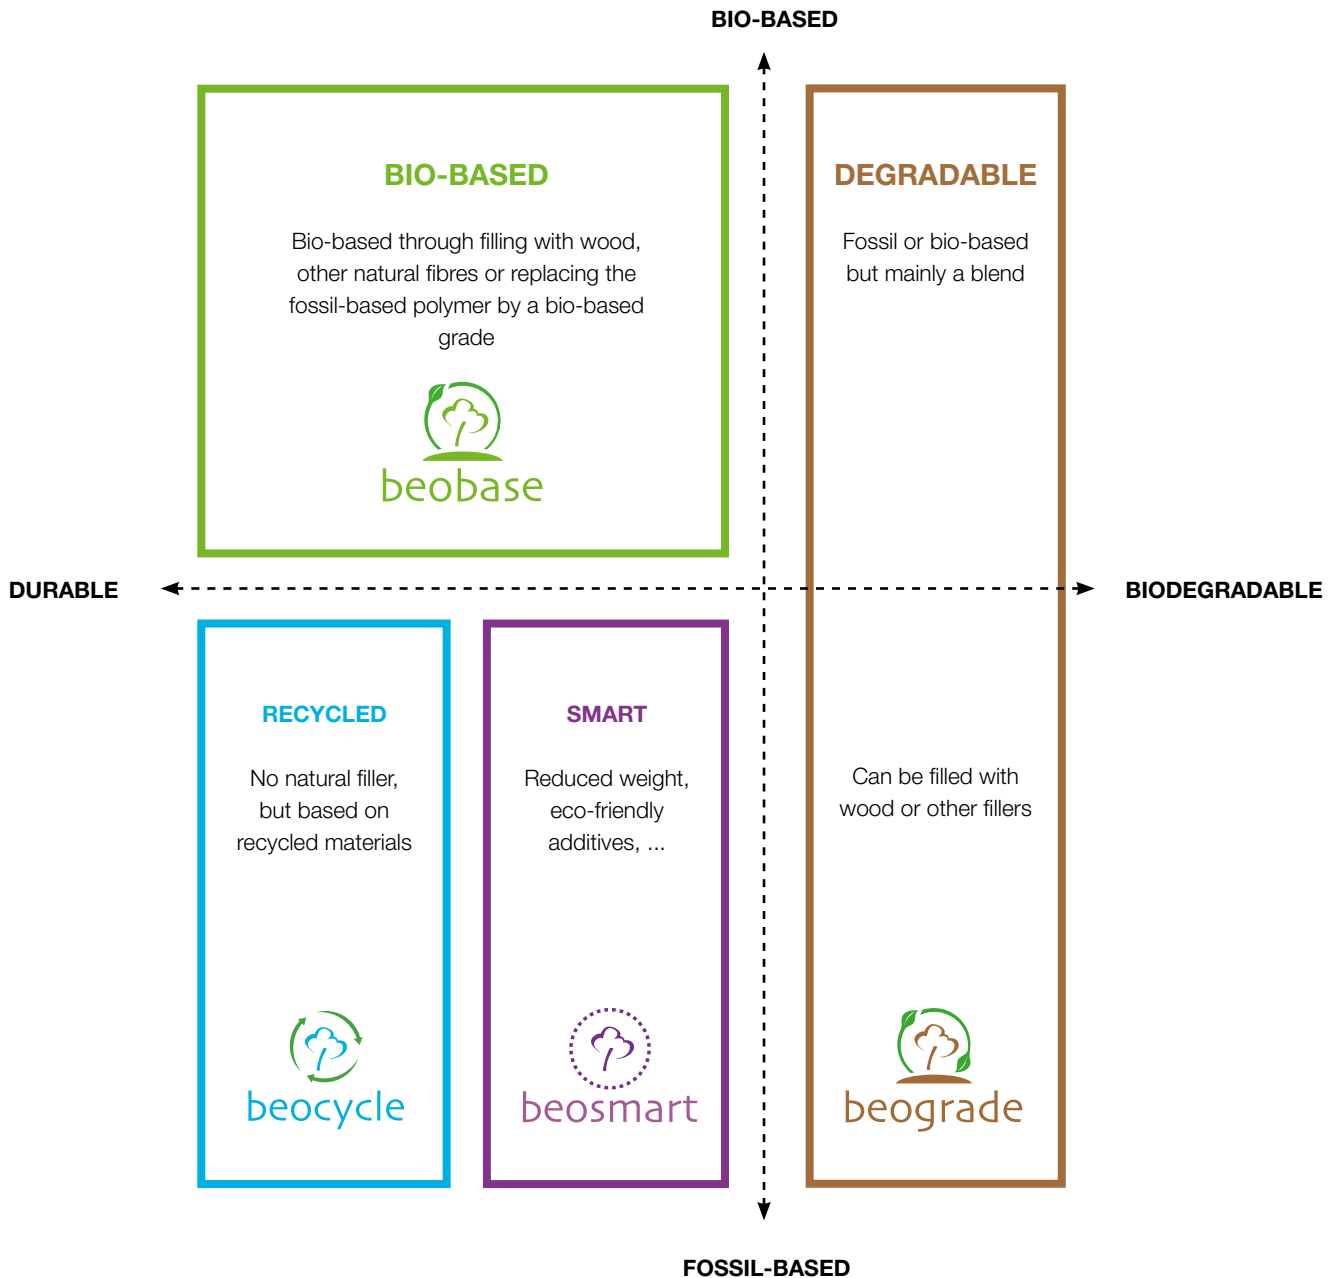 BIO-BASED
BIO-BASED
Bio-based through filling with wood,
other natural fibres or replacing the
fossil-based polymer by a bio-based
grade
beobase
DEGRADABLE
Fossil or bio-based
but mainly a blend
DURABLE
BIODEGRADABLE
RECYCLED
No natural filler,
but based on
recycled materials
beocycle
SMART
Reduced weight,
eco-friendly
additives, ...
beosmart
Can be filled with
wood or other fillers
beograde
FOSSIL-BASED